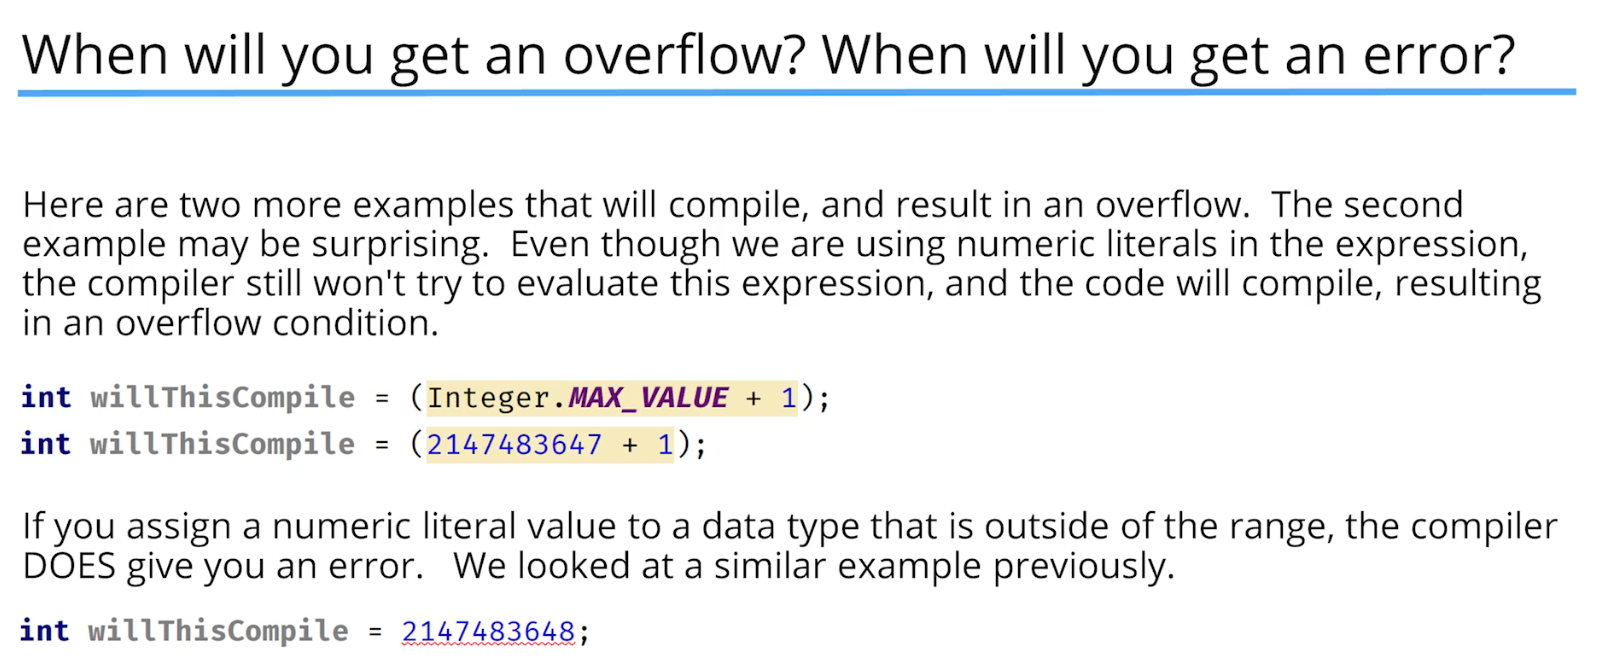 When will you get an overflow? When will you get an error?
Here are two more examples that will compile, and result in an overflow.  The second
example may be surprising.  Even though we are using numeric literals in the expression,
the compiler still won't try to evaluate this expression, and the code will compile, resulting
in an overflow condition.
int willThisCompile = (Integer.MAX_VALUE + 1);
int willThisCompile = (2147483647 + 1);
If you assign a numeric literal value to a data type that is outside of the range, the compiler
DOES give you an error.   We looked at a similar example previously.
int willThisCompile = 2147483648;